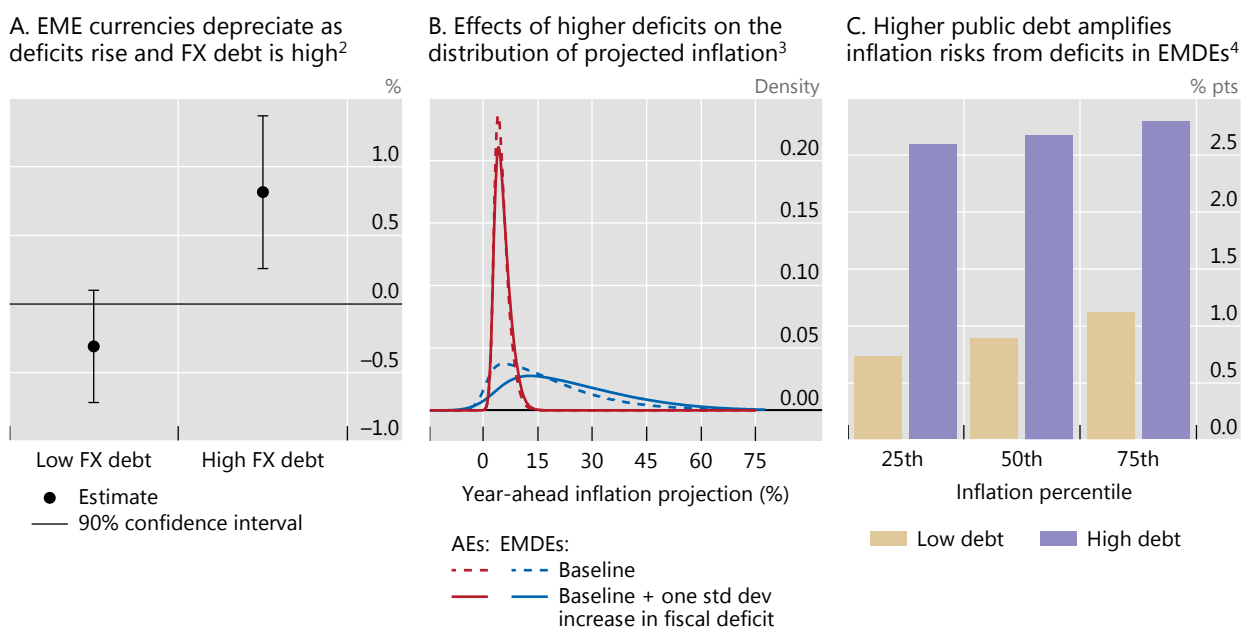 A. EME currencies depreciate as
deficits rise and FX debt is high2
%
1.0
0.5
0.0
−0.5
−1.0
Low FX debt High FX debt
Estimate
90% confidence interval
B. Effects of higher deficits on the
distribution of projected inflation3
Density
0.20
0.15
0.10
0.05
0.00
0 15 30 45 60 75
Year-ahead inflation projection (%)
AEs: EMDEs:
Baseline
Baseline + one std dev
increase in fiscal deficit
C. Higher public debt amplifies
inflation risks from deficits in EMDEs4
% pts
2.5
2.0
1.5
1.0
0.5
0.0
25th 50th 75th
Inflation percentile
Low debt High debt